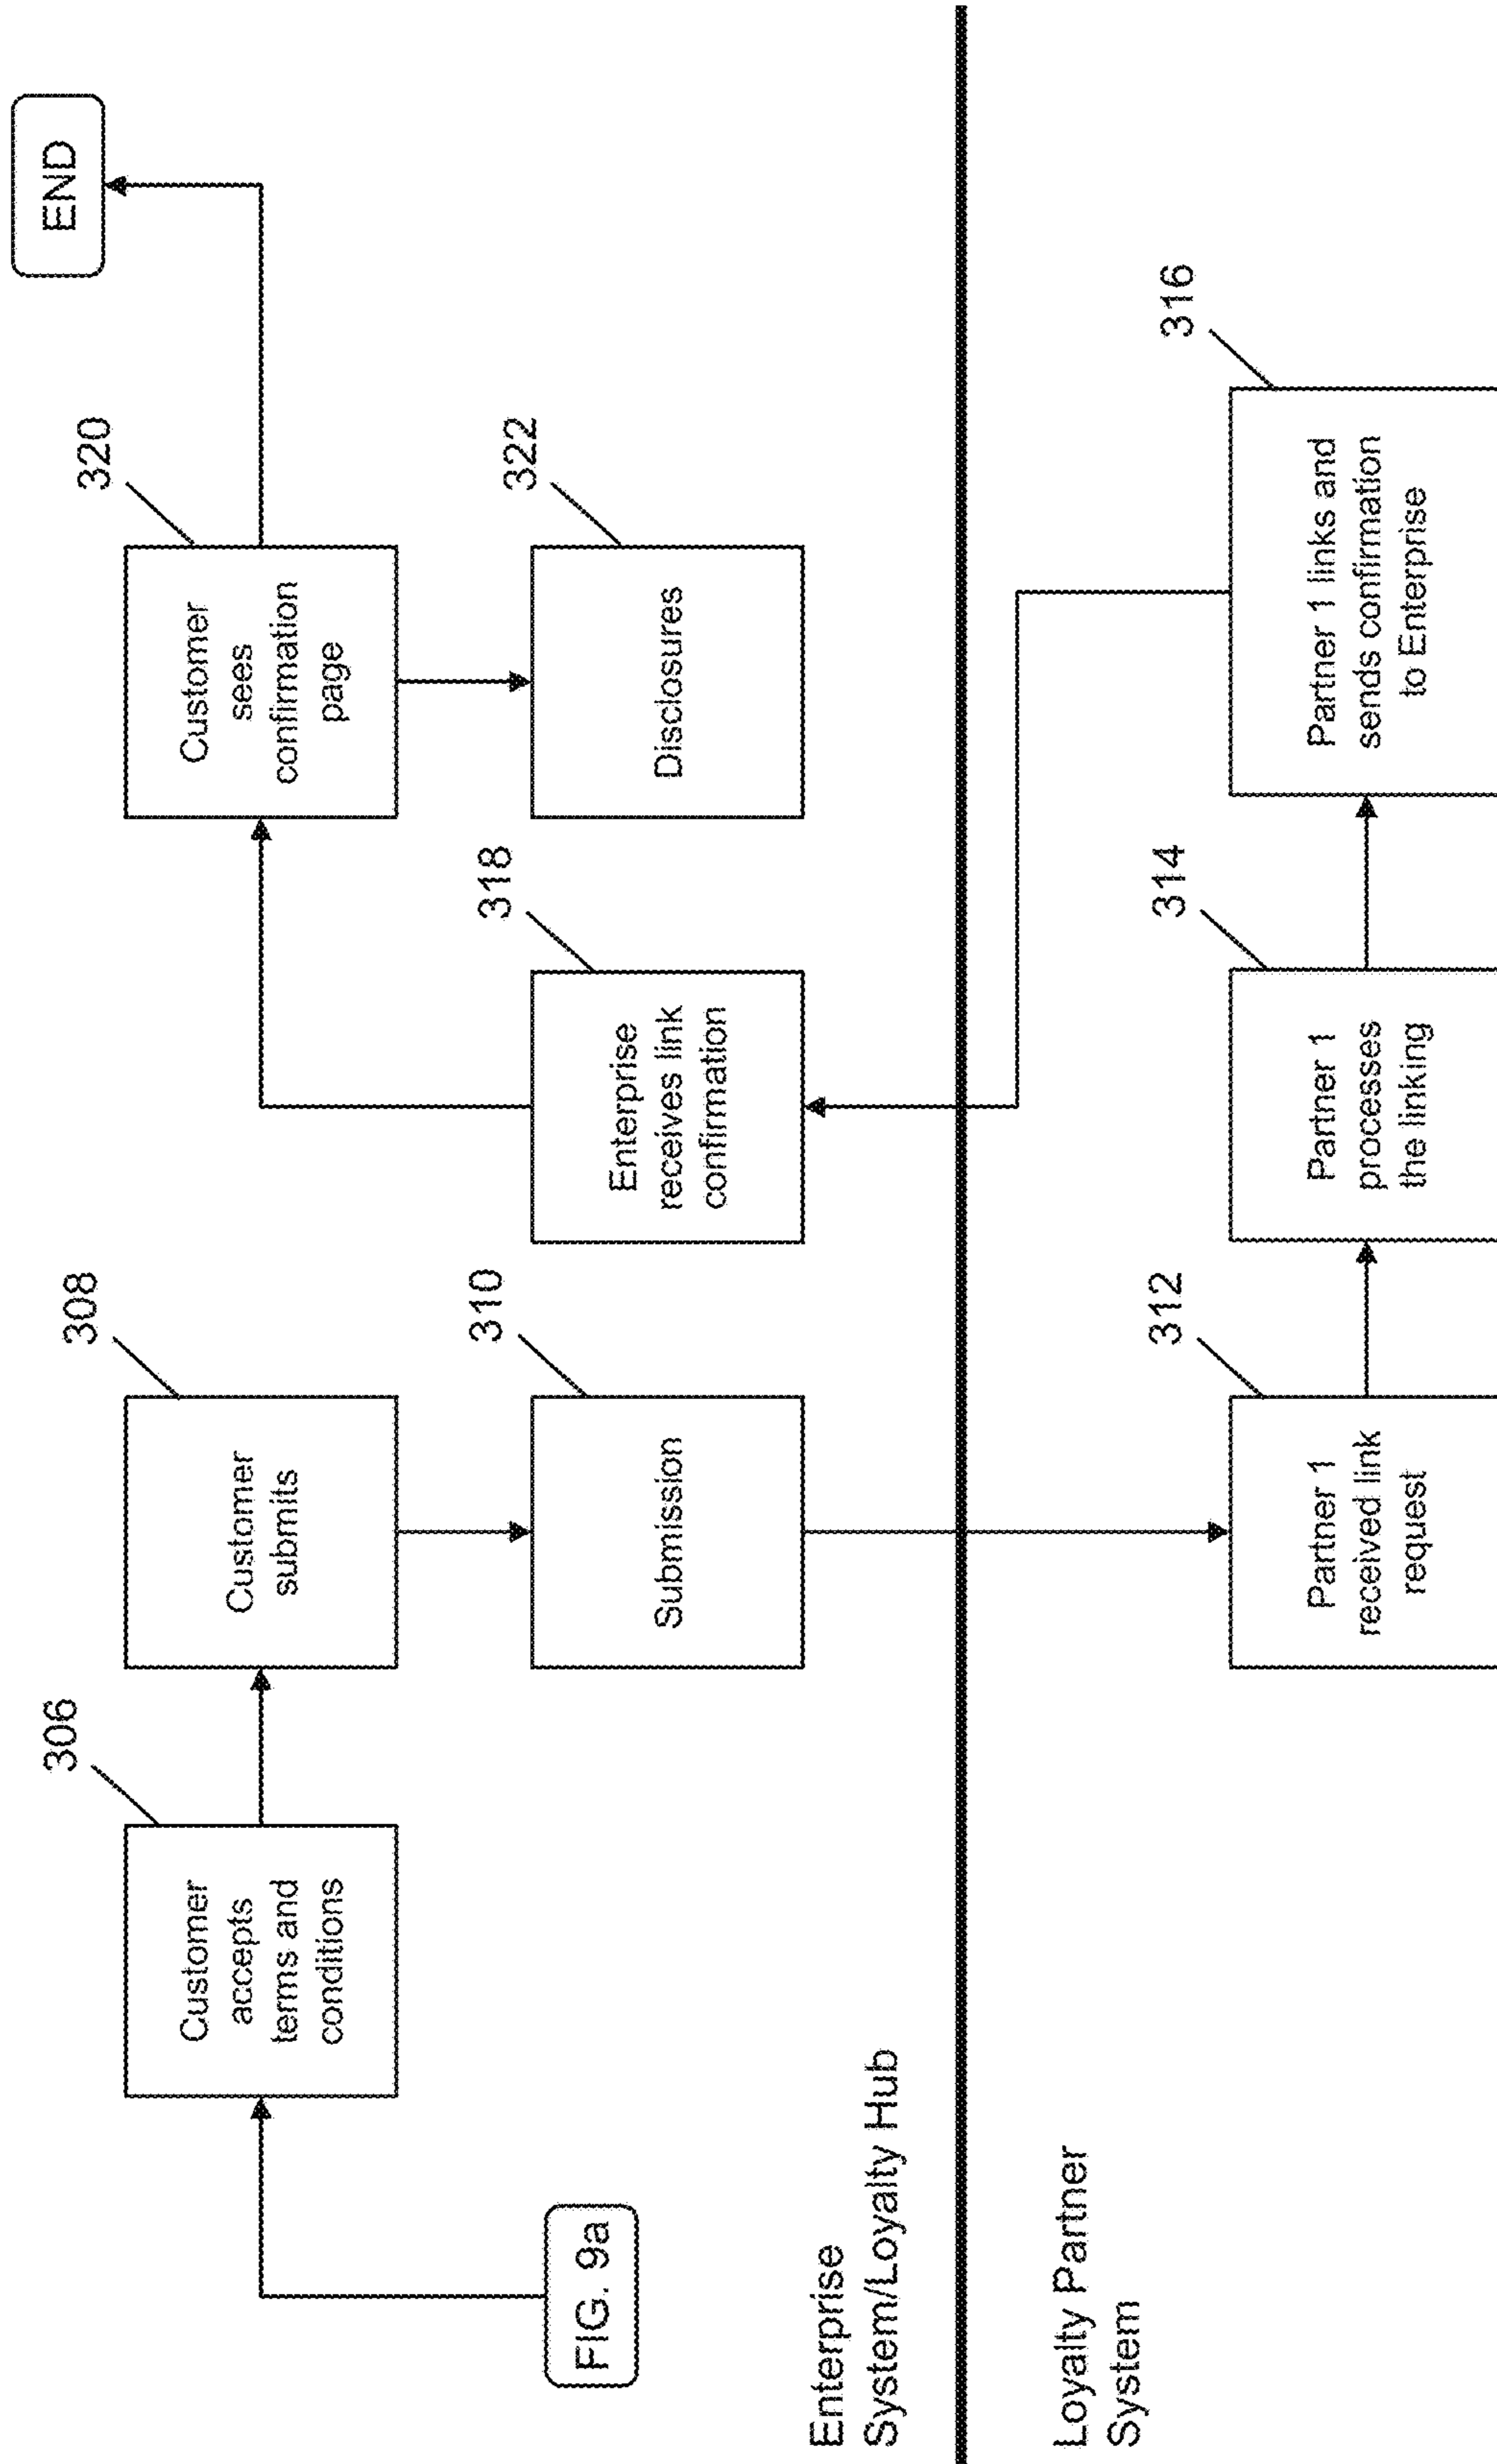 END
320
Customer
sees
confirmation
page
322
Disclosures
308
Customer
submits
318
Enterprise
receives link
confirmation
310
Submission
306
Customer
accepts
terms and
conditions
FIG. 9a
Enterprise
System/Loyalty Hub
Loyalty Partner
System
312
Partner 1
received link
request
314
Partner 1
processes
the linking
316
Partner 1 links and
sends confirmation
to Enterprise